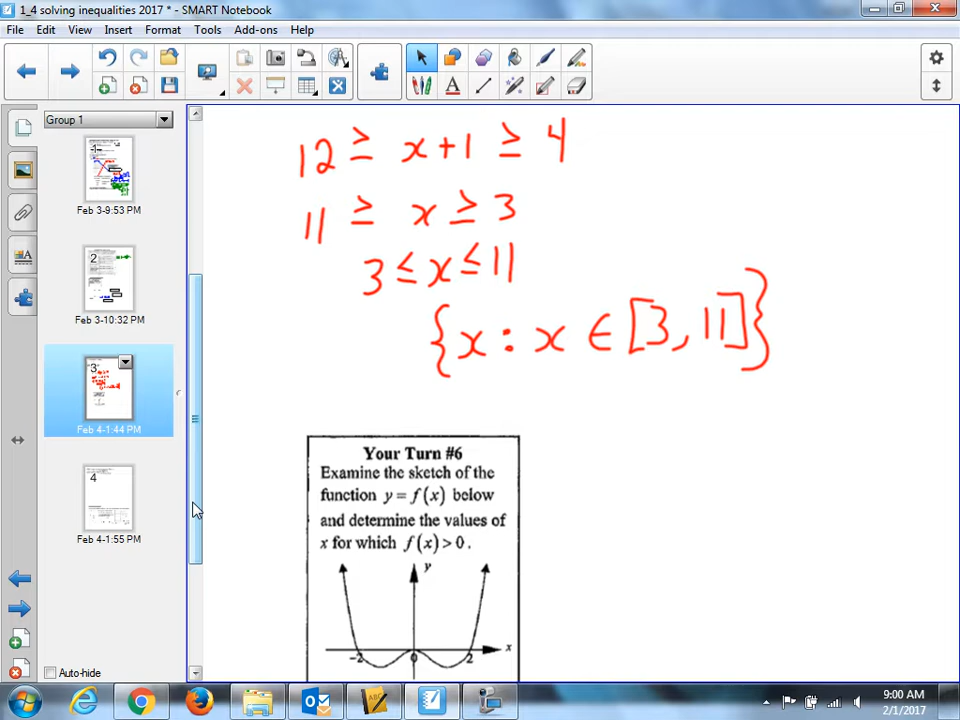 1_4 solving inequalities 2017 * - SMART Notebook
File Edit View Insert Format Tools Add-ons Help
Group 1
Feb 3-9:53 PM
2
Feb 3-10:32 PM
3
Feb 4-1:44 PM
4
Feb 4-1:55 PM
Auto-hide
12 ≥ x+1 ≥ 4
11 ≥ x ≥ 3
3 ≤ x ≤ 11
{x : x ∈ [3, 11]}
Your Turn #6
Examine the sketch of the
function y = f(x) below
and determine the values of
x for which f(x) > 0.
y
x
-2 0 2
9:00 AM
2/1/2017